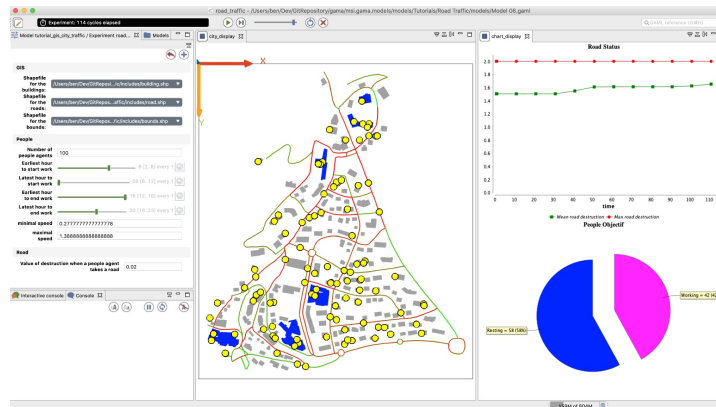 road_traffic - /Users/ben/Dev/GitRepository/gama/msi.gama.models/models/Tutorials/Road Traffic/models/Model 06.gaml
Experiment: 114 cycles elapsed
Model tutorial_gis_city_traffic / Experiment road... Models
GIS
Shapefile for the buildings: /Users/ben/Dev/GitRepos...is/includes/building.shp
Shapefile for the roads: /Users/ben/Dev/GitReposi...affic/includes/road.shp
Shapefile for the bounds: /Users/ben/Dev/GitReposi...fic/includes/bounds.shp
People
Number of people agents 100
Earliest hour to start work
Latest hour to start work
Earliest hour to end work
Latest hour to end work
minimal speed 0.2777777777777778
maximal speed
Road
Value of destruction when a people agent takes a road 0.02
Interactive console Console
city_display
X
Y
chart_display
Road Status
2.0
1.8
1.6
1.4
1.2
1.0
0.8
0.6
0.4
0.2
0.0
0 10 20 30 40 50 60 70 80 90 100 110
time
Mean road destruction Max road destruction
People Objectif
Working = 42 (42
Resting = 58 (58%)